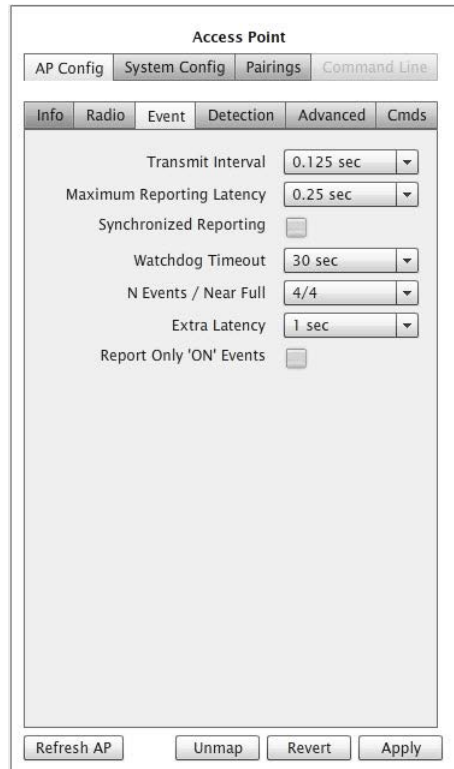 Access Point
AP Config System Config Pairings Command Line
Info Radio Event Detection Advanced Cmds
Transmit Interval 0.125 sec
Maximum Reporting Latency 0.25 sec
Synchronized Reporting
Watchdog Timeout 30 sec
N Events / Near Full 4/4
Extra Latency 1 sec
Report Only 'ON' Events
Refresh AP Unmap Revert Apply